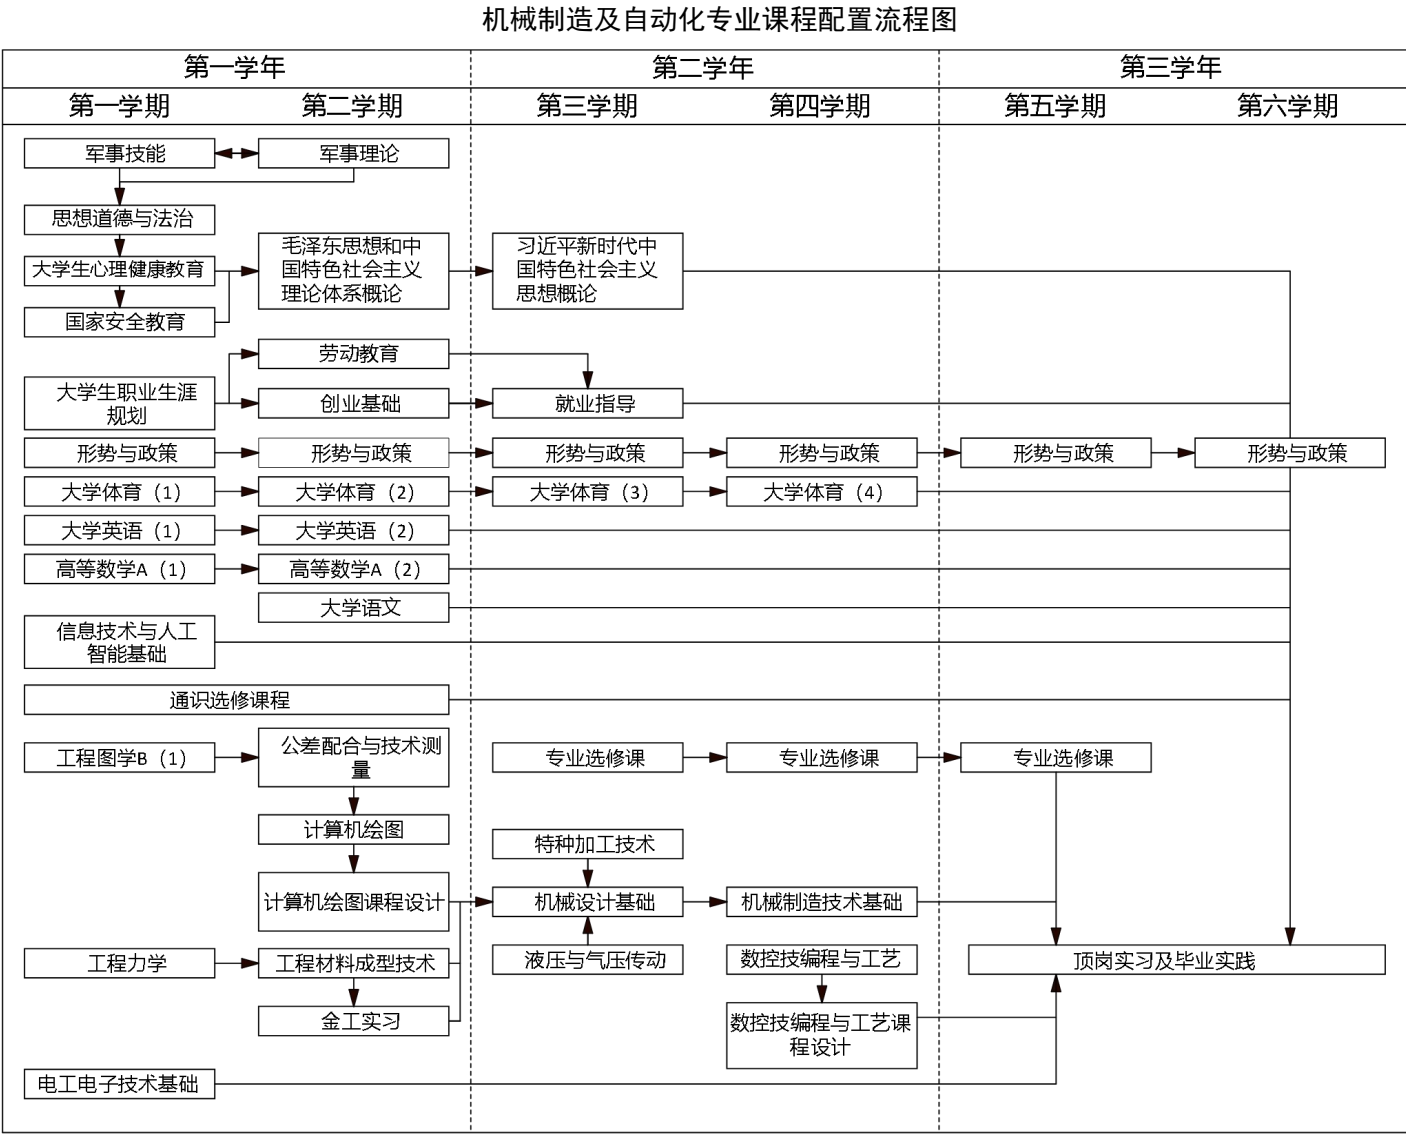 机械制造及自动化专业课程配置流程图
第一学年
第二学年
第三学年
第一学期
第二学期
第三学期
第四学期
第五学期
第六学期
军事技能
军事理论
思想道德与法治
大学生心理健康教育
国家安全教育
毛泽东思想和中
国特色社会主义
理论体系概论
习近平新时代中
国特色社会主义
思想概论
劳动教育
大学生职业生涯
规划
创业基础
就业指导
形势与政策
形势与政策
形势与政策
形势与政策
形势与政策
形势与政策
大学体育（1）
大学体育（2）
大学体育（3）
大学体育（4）
大学英语（1）
大学英语（2）
高等数学A（1）
高等数学A（2）
大学语文
信息技术与人工
智能基础
通识选修课程
工程图学B（1）
公差配合与技术测
量
专业选修课
专业选修课
专业选修课
计算机绘图
特种加工技术
计算机绘图课程设计
机械设计基础
机械制造技术基础
工程力学
工程材料成型技术
液压与气压传动
数控技编程与工艺
顶岗实习及毕业实践
金工实习
数控技编程与工艺课
程设计
电工电子技术基础